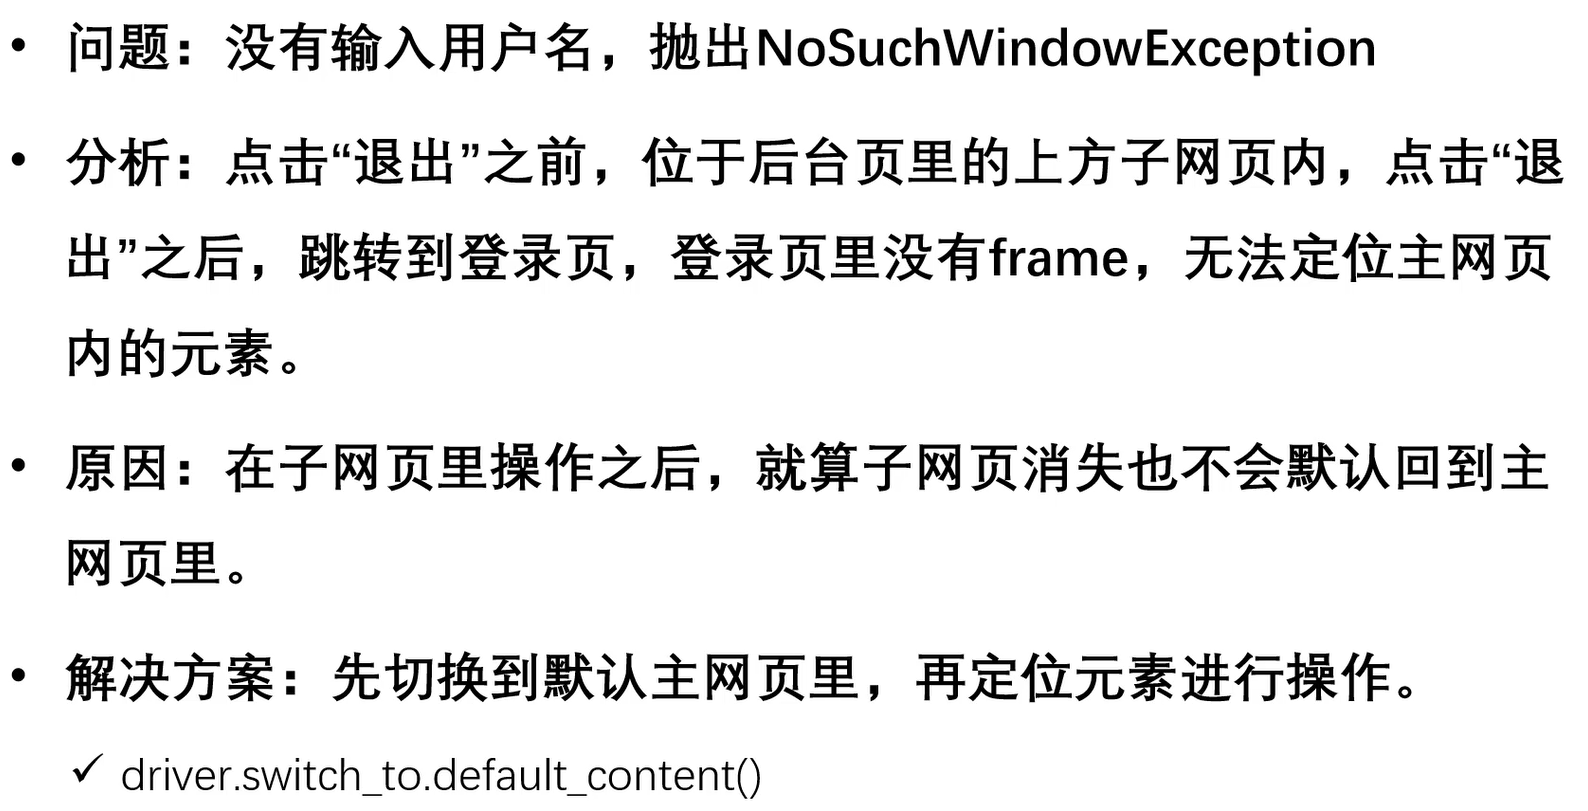 • 问题：没有输入用户名，抛出NoSuchWindowException
• 分析：点击“退出”之前，位于后台页里的上方子网页内，点击“退
出”之后，跳转到登录页，登录页里没有frame，无法定位主网页
内的元素。
• 原因：在子网页里操作之后，就算子网页消失也不会默认回到主
网页里。
• 解决方案：先切换到默认主网页里，再定位元素进行操作。
✓ driver.switch_to.default_content()